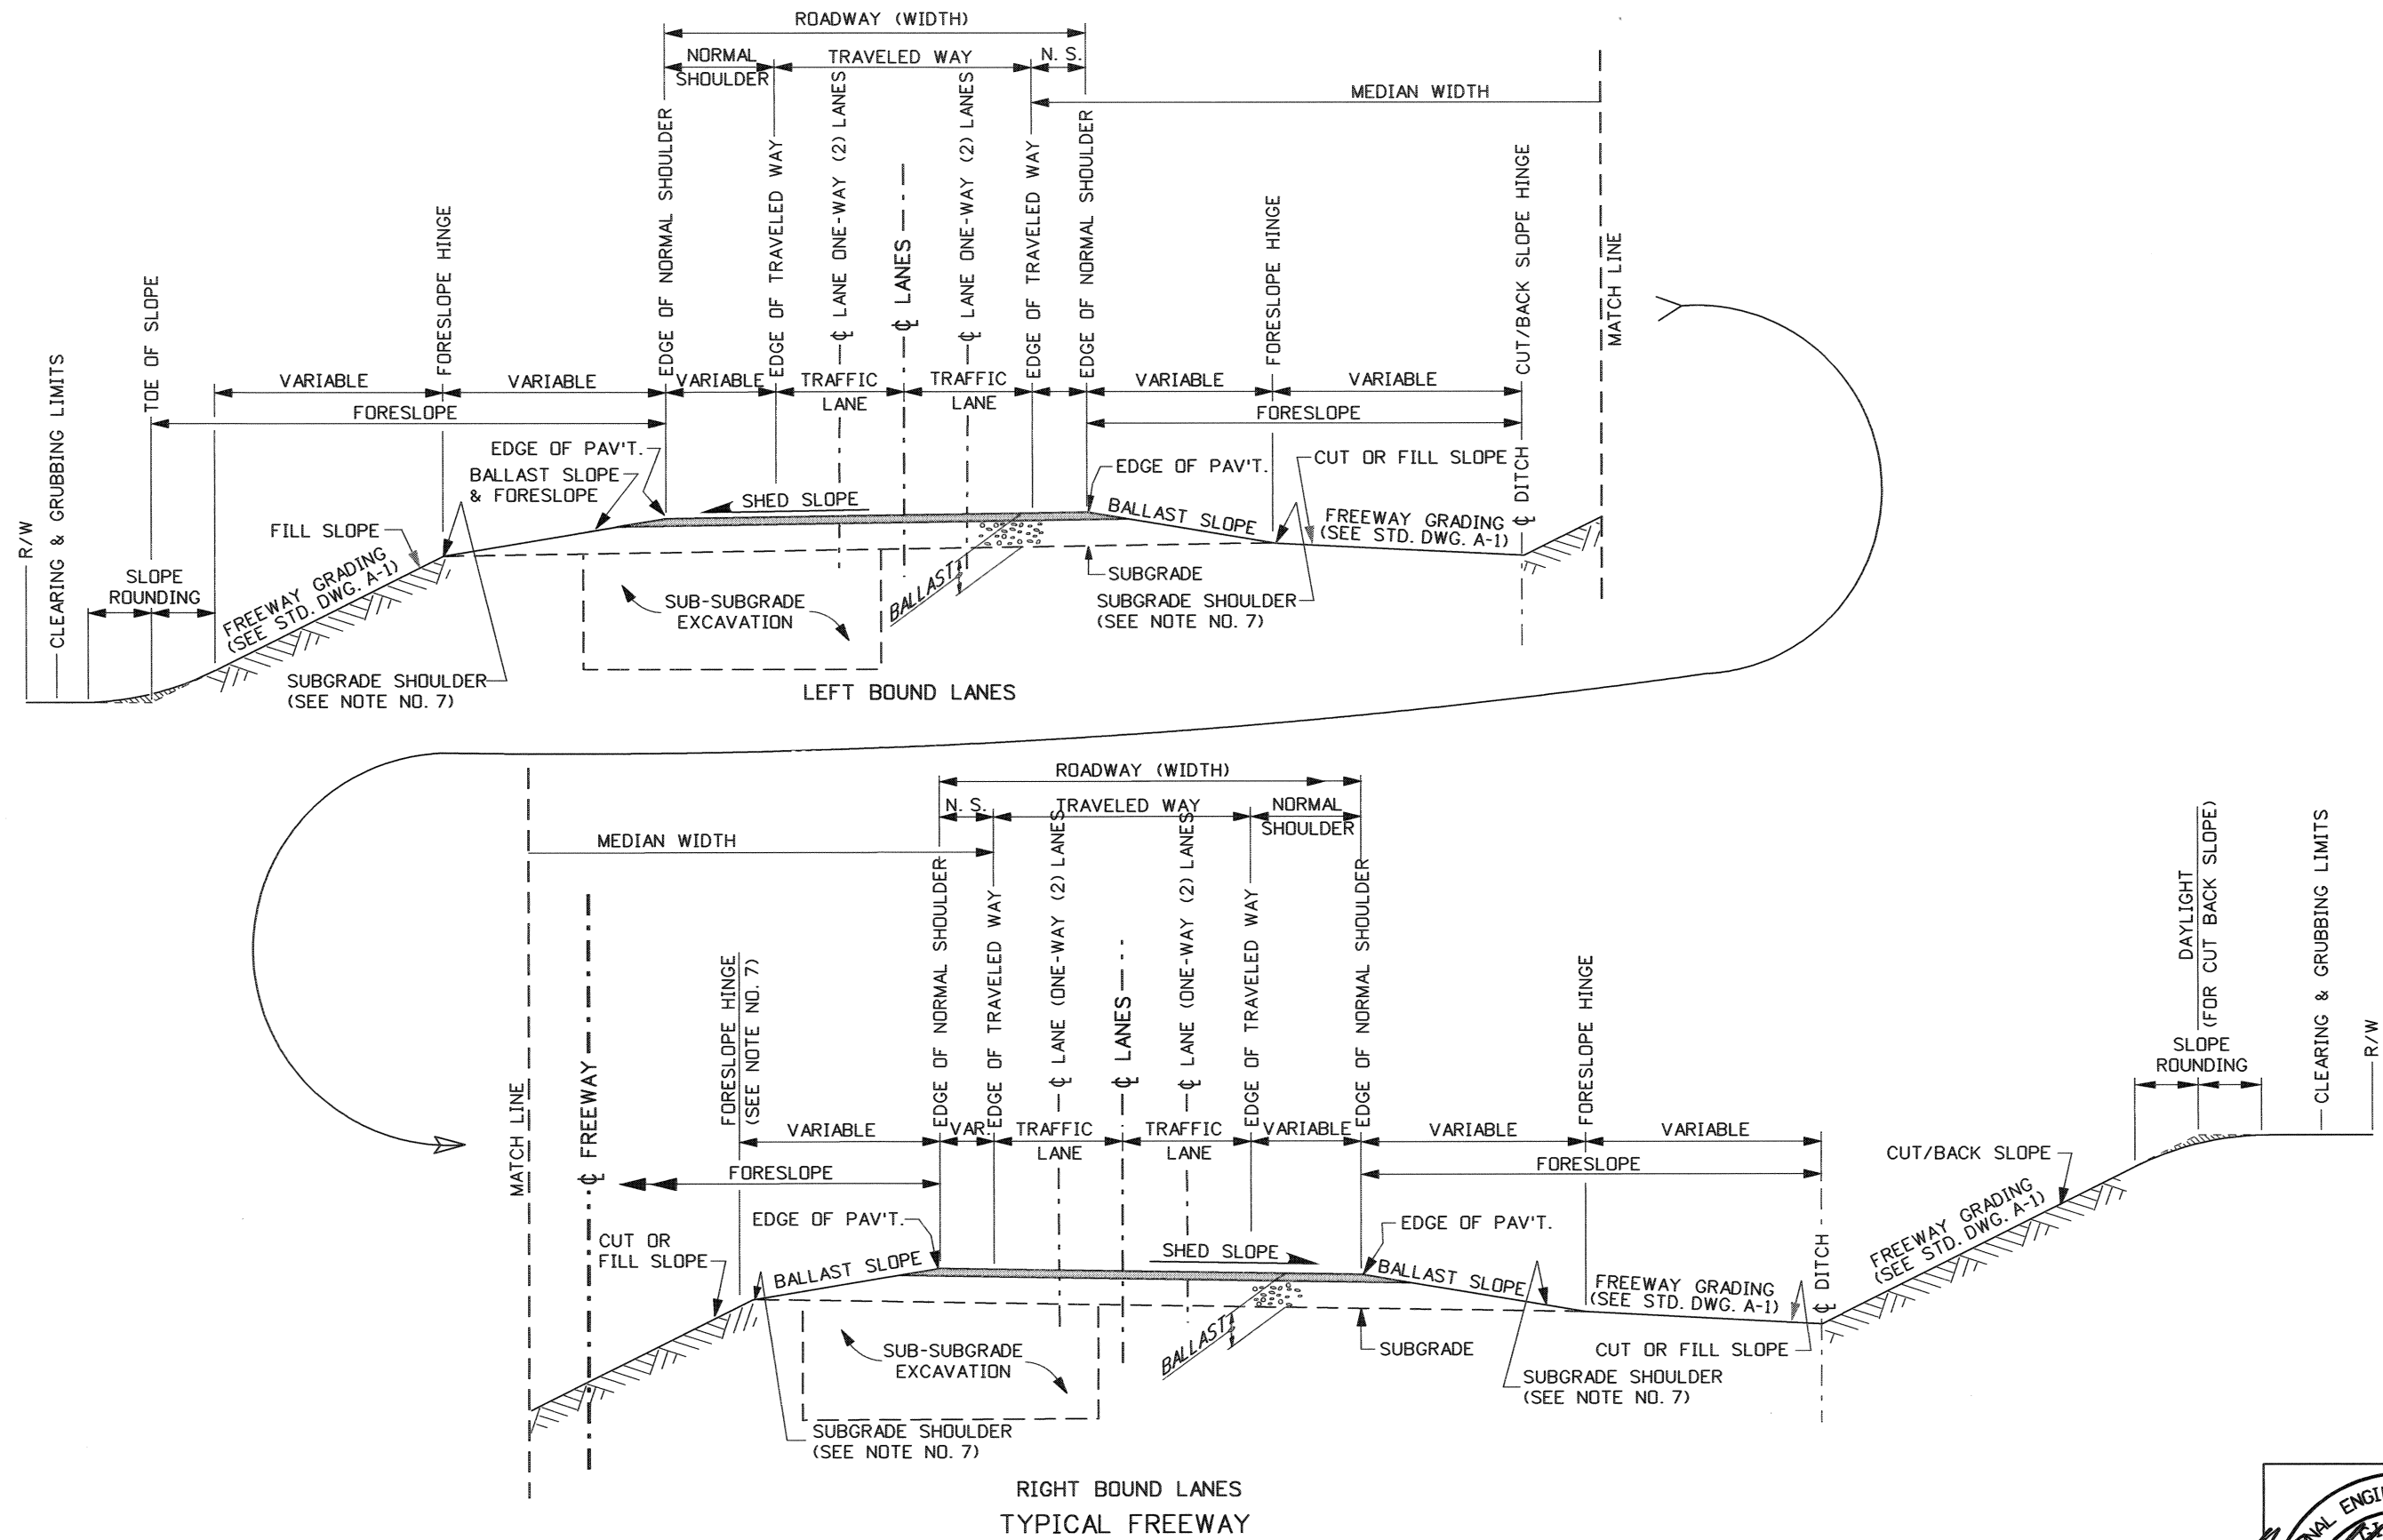 ROADWAY (WIDTH)
NORMAL
SHOULDER
TRAVELED WAY
N. S.
MEDIAN WIDTH
R/W
CLEARING & GRUBBING LIMITS
TOE OF SLOPE
FORESLOPE HINGE
EDGE OF NORMAL SHOULDER
EDGE OF TRAVELED WAY
℄ LANE ONE-WAY (2) LANES
℄ LANES
℄ LANE ONE-WAY (2) LANES
EDGE OF TRAVELED WAY
EDGE OF NORMAL SHOULDER
FORESLOPE HINGE
CUT/BACK SLOPE HINGE
℄ DITCH
MATCH LINE
VARIABLE
VARIABLE
VARIABLE
TRAFFIC
LANE
TRAFFIC
LANE
VARIABLE
VARIABLE
FORESLOPE
FORESLOPE
EDGE OF PAV'T.
BALLAST SLOPE
& FORESLOPE
SHED SLOPE
EDGE OF PAV'T.
CUT OR FILL SLOPE
BALLAST SLOPE
FREEWAY GRADING
(SEE STD. DWG. A-1)
FILL SLOPE
SLOPE
ROUNDING
FREEWAY GRADING
(SEE STD. DWG. A-1)
SUB-SUBGRADE
EXCAVATION
BALLAST
SUBGRADE
SUBGRADE SHOULDER
(SEE NOTE NO. 7)
SUBGRADE SHOULDER
(SEE NOTE NO. 7)
LEFT BOUND LANES
ROADWAY (WIDTH)
N. S.
TRAVELED WAY
NORMAL
SHOULDER
MEDIAN WIDTH
MATCH LINE
℄ FREEWAY
FORESLOPE HINGE
(SEE NOTE NO. 7)
EDGE OF NORMAL SHOULDER
EDGE OF TRAVELED WAY
℄ LANE (ONE-WAY (2) LANES
℄ LANES
℄ LANE (ONE-WAY (2) LANES
EDGE OF TRAVELED WAY
EDGE OF NORMAL SHOULDER
FORESLOPE HINGE
℄ DITCH
DAYLIGHT
(FOR CUT BACK SLOPE)
CLEARING & GRUBBING LIMITS
R/W
SLOPE
ROUNDING
VARIABLE
VAR.
TRAFFIC
LANE
TRAFFIC
LANE
VARIABLE
VARIABLE
VARIABLE
FORESLOPE
FORESLOPE
CUT/BACK SLOPE
FREEWAY GRADING
(SEE STD. DWG. A-1)
EDGE OF PAV'T.
EDGE OF PAV'T.
CUT OR
FILL SLOPE
BALLAST SLOPE
SHED SLOPE
BALLAST SLOPE
FREEWAY GRADING
(SEE STD. DWG. A-1)
SUB-SUBGRADE
EXCAVATION
BALLAST
SUBGRADE
CUT OR FILL SLOPE
SUBGRADE SHOULDER
(SEE NOTE NO. 7)
SUBGRADE SHOULDER
(SEE NOTE NO. 7)
RIGHT BOUND LANES
TYPICAL FREEWAY